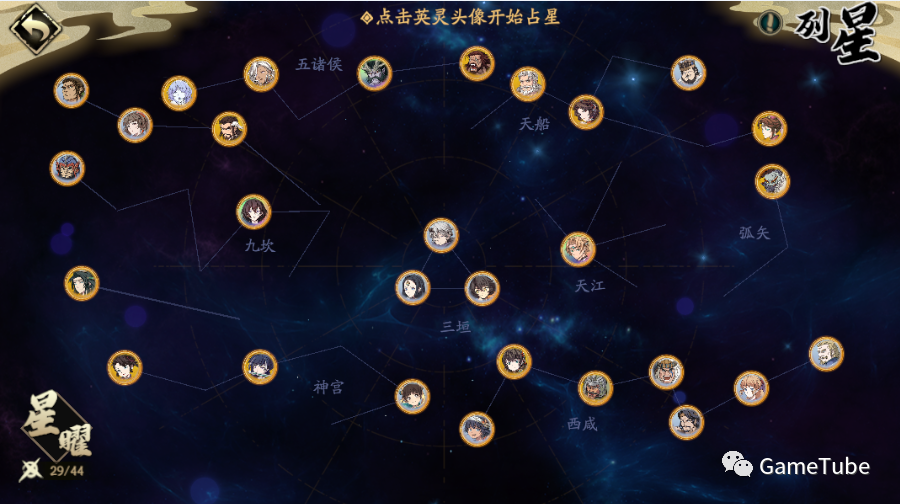 点击英灵头像开始占星
列星
五诸侯
天船
弧矢
九坎
天江
三垣
神宫
西咸
星曜
29/44
GameTube